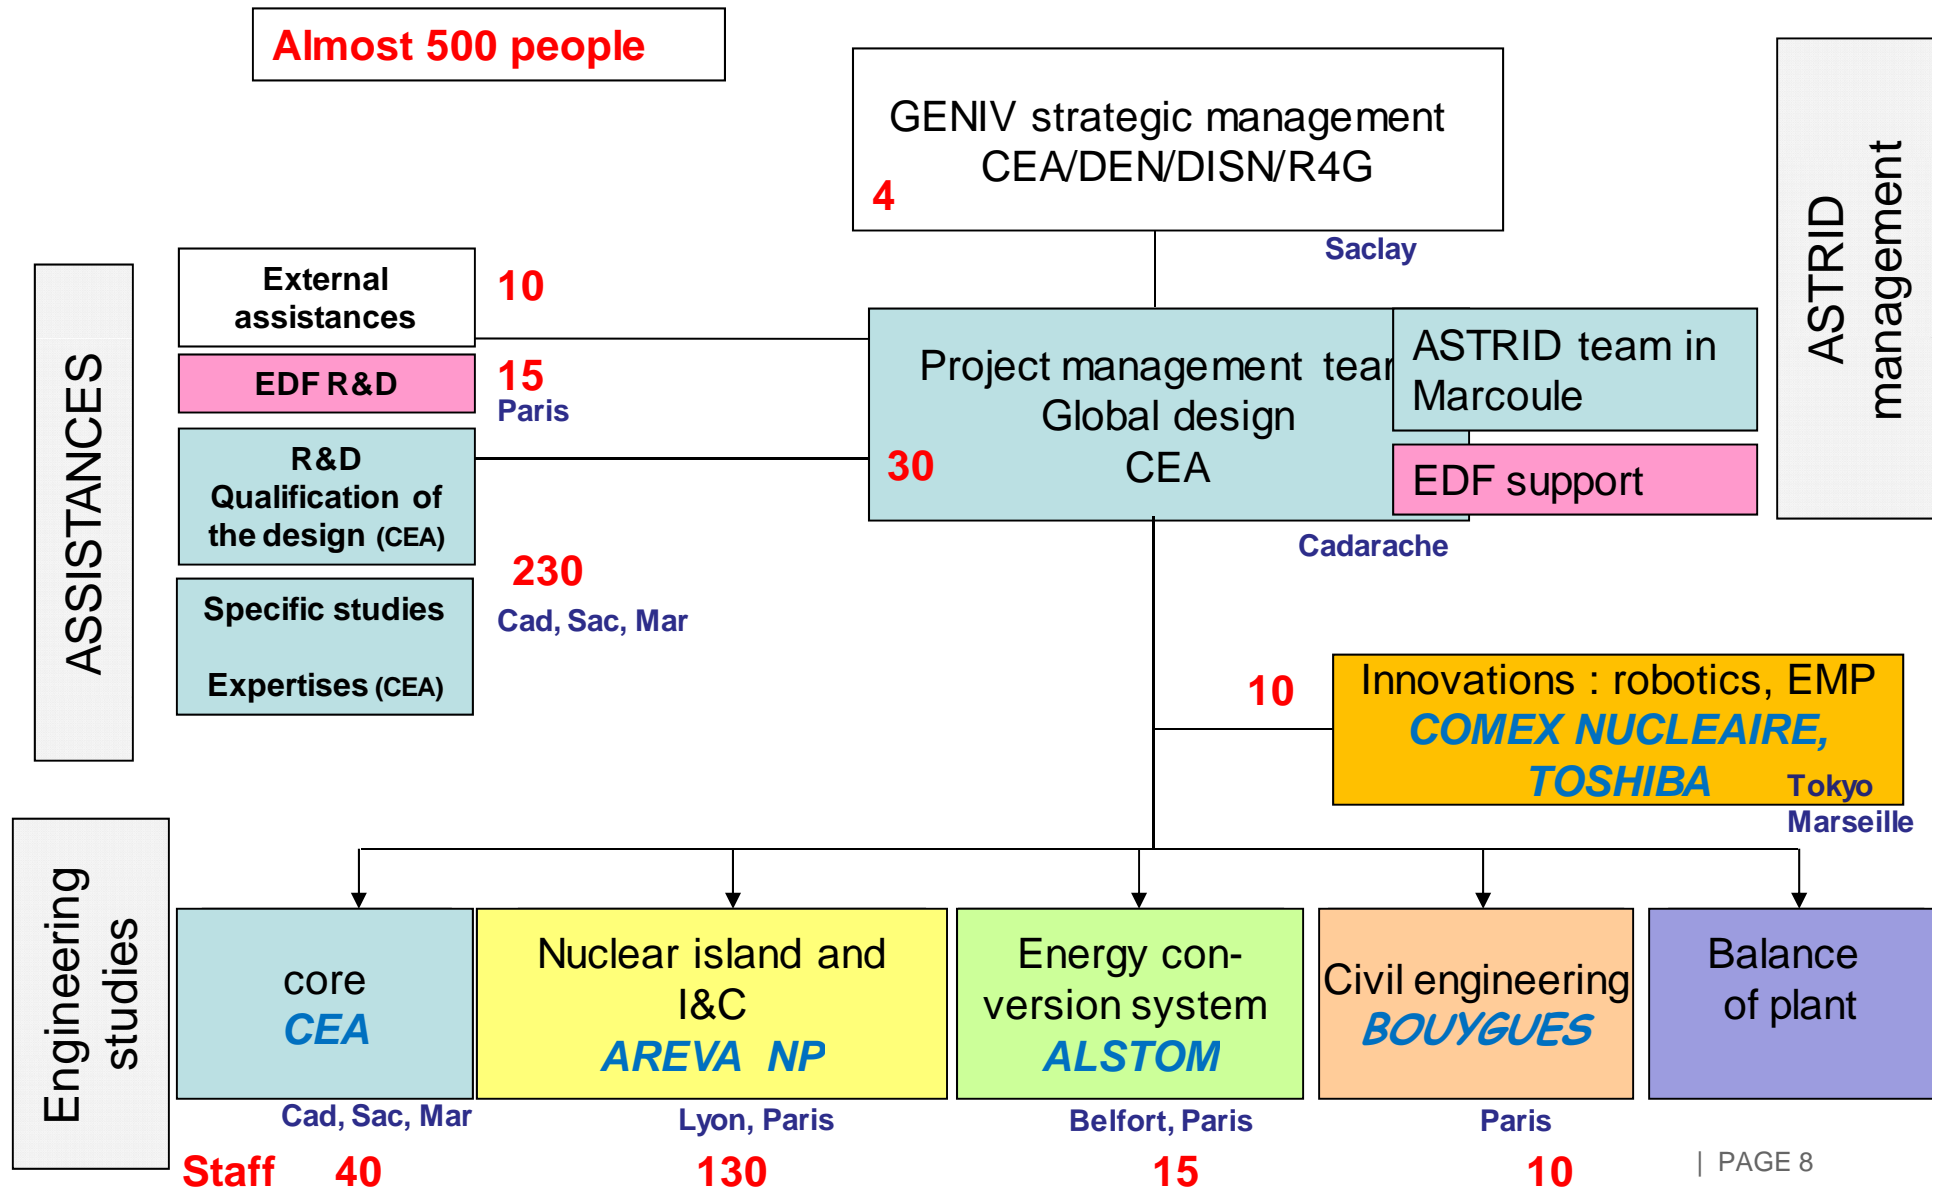 Almost 500 people
GENIV strategic management
CEA/DEN/DISN/R4G
4
Saclay
ASTRID
management
ASSISTANCES
External
assistances
10
EDF R&D
15
Paris
R&D
Qualification of
the design (CEA)
230
Cad, Sac, Mar
Specific studies
Expertises (CEA)
Project management tear
Global design
CEA
30
ASTRID team in
Marcoule
EDF support
Cadarache
10
Innovations : robotics, EMP
COMEX NUCLEAIRE,
TOSHIBA
Tokyo
Marseille
Engineering
studies
core
CEA
Nuclear island and
I&C
AREVA NP
Energy con-
version system
ALSTOM
Civil engineering
BOUYGUES
Balance
of plant
Cad, Sac, Mar
Lyon, Paris
Belfort, Paris
Paris
Staff 40 130 15 10
| PAGE 8